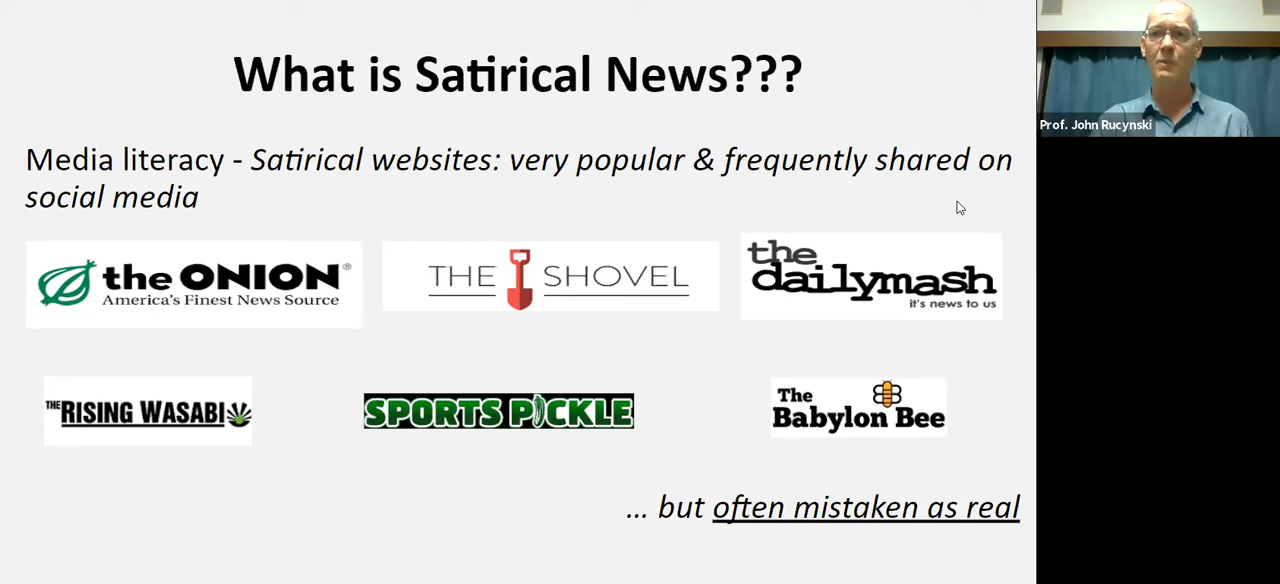 What is Satirical News???
Prof. John Rucynski
Media literacy - Satirical websites: very popular & frequently shared on
social media
the ONION®
America's Finest News Source
THE SHOVEL
the
dailymash
it's news to us
THE RISING WASABI
SPORTS PICKLE
The
Babylon Bee
... but often mistaken as real